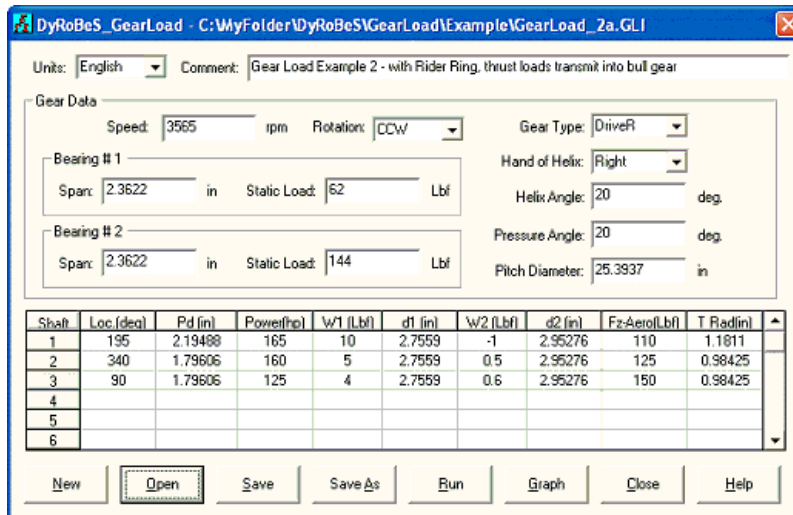 DyRoBeS_GearLoad - C:\MyFolder\DyRoBeS\GearLoad\Example\GearLoad_2a.GLI
Units: English Comment: Gear Load Example 2 - with Rider Ring, thrust loads transmit into bull gear
Gear Data
Speed: 3565 rpm Rotation: CCW Gear Type: DriveR
Bearing # 1 Hand of Helix: Right
Span: 2.3622 in Static Load: 62 Lbf Helix Angle: 20 deg.
Bearing # 2 Pressure Angle: 20 deg.
Span: 2.3622 in Static Load: 144 Lbf Pitch Diameter: 25.3937 in
Shaft Loc.(deg) Pd (in) Power(hp) W1 (Lbf) d1 (in) W2 (Lbf) d2 (in) Fz-Aero(Lbf) T Rad(in)
1 195 2.19488 165 10 2.7559 -1 2.95276 110 1.1811
2 340 1.79606 160 5 2.7559 0.5 2.95276 125 0.98425
3 90 1.79606 125 4 2.7559 0.6 2.95276 150 0.98425
4
5
6
New Open Save Save As Run Graph Close Help